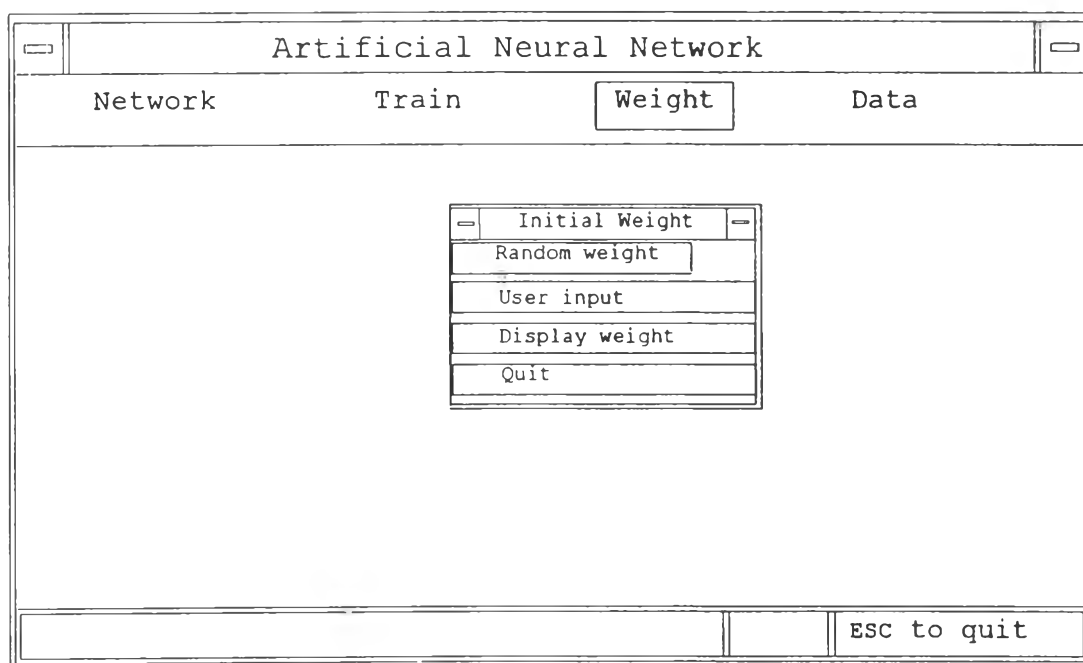 Artificial Neural Network
Network Train Weight Data
Initial Weight
Random weight
User input
Display weight
Quit
ESC to quit